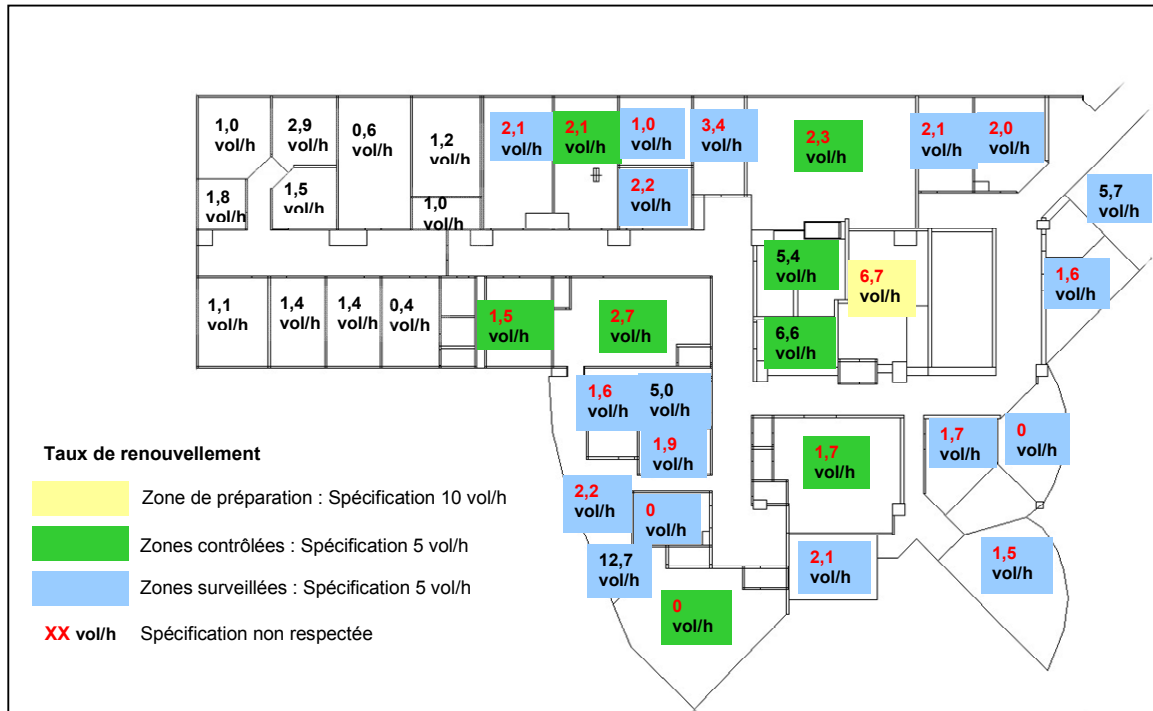 1,0
vol/h
2,9
vol/h
0,6
vol/h
1,2
vol/h
2,1
vol/h
2,1
vol/h
1,0
vol/h
3,4
vol/h
2,3
vol/h
2,1
vol/h
2,0
vol/h
1,8
vol/h
1,5
vol/h
1,0
vol/h
2,2
vol/h
5,7
vol/h
5,4
vol/h
6,7
vol/h
1,6
vol/h
1,1
vol/h
1,4
vol/h
1,4
vol/h
0,4
vol/h
1,5
vol/h
2,7
vol/h
6,6
vol/h
1,6
vol/h
5,0
vol/h
1,9
vol/h
1,7
vol/h
1,7
vol/h
0
vol/h
2,2
vol/h
0
vol/h
12,7
vol/h
2,1
vol/h
1,5
vol/h
0
vol/h
Taux de renouvellement
Zone de préparation : Spécification 10 vol/h
Zones contrôlées : Spécification 5 vol/h
Zones surveillées : Spécification 5 vol/h
XX vol/h Spécification non respectée